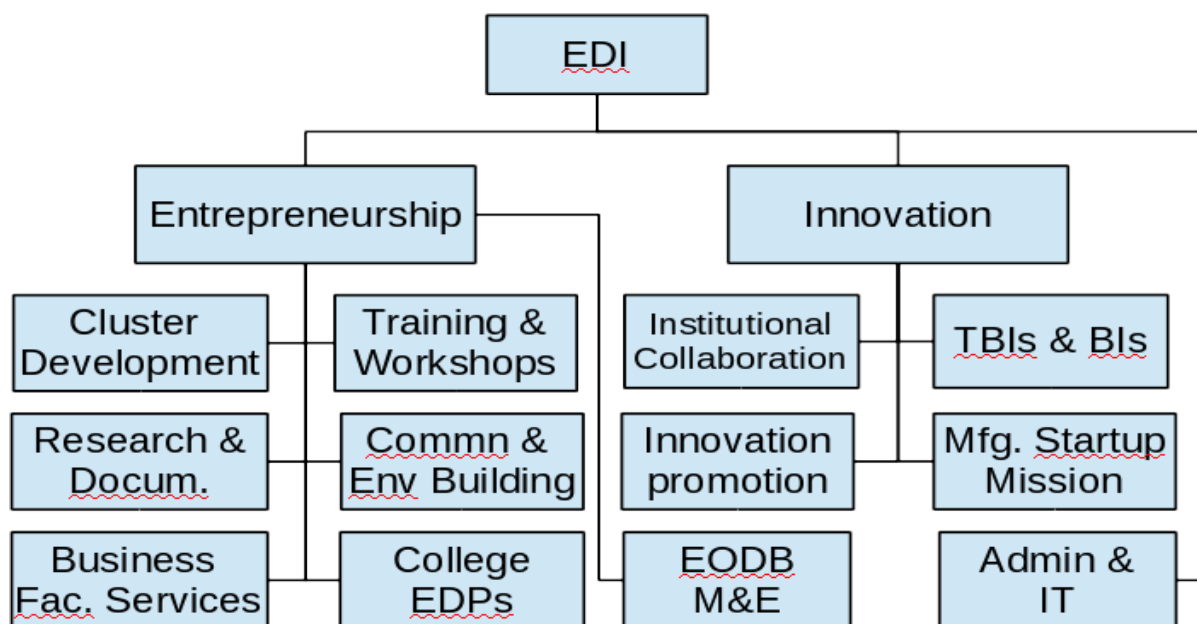 EDI
Entrepreneurship
Innovation
Cluster
Development
Training &
Workshops
Institutional
Collaboration
TBIs & BIs
Research &
Docum.
Commn &
Env Building
Innovation
promotion
Mfg. Startup
Mission
Business
Fac. Services
College
EDPs
EODB
M&E
Admin &
IT